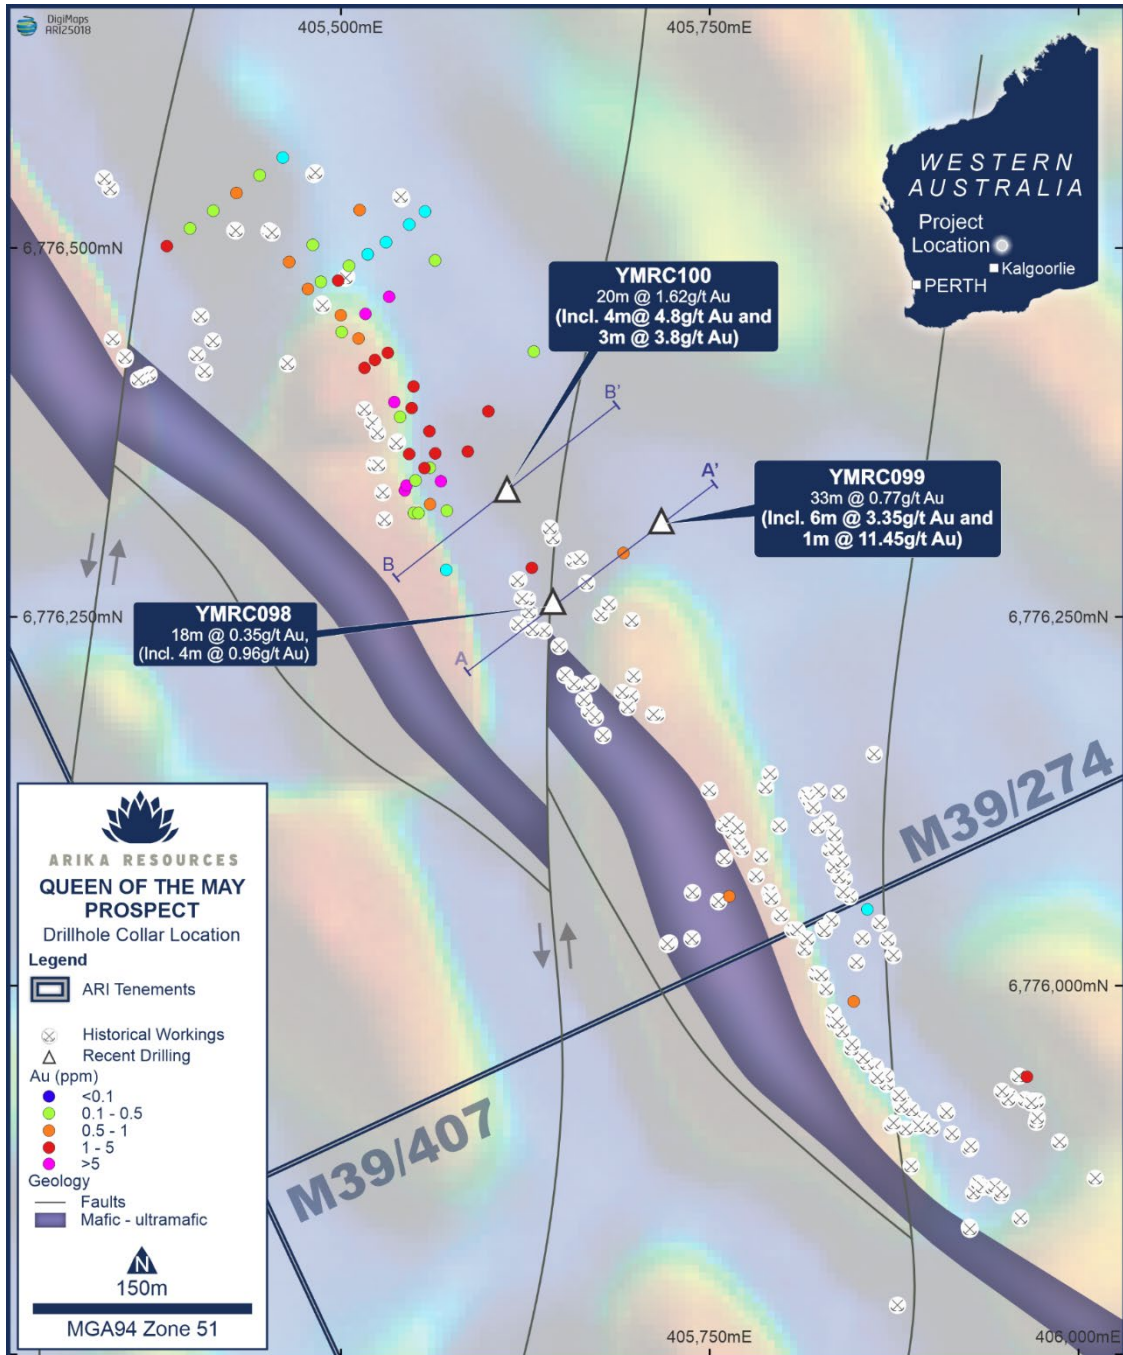 DigiMaps
ARI25018
405,500mE
405,750mE
WESTERN
AUSTRALIA
Project
Location
Kalgoorlie
PERTH
6,776,500mN
YMRC100
20m @ 1.62g/t Au
(Incl. 4m@ 4.8g/t Au and
3m @ 3.8g/t Au)
B'
A'
YMRC099
33m @ 0.77g/t Au
(Incl. 6m @ 3.35g/t Au and
1m @ 11.45g/t Au)
B
6,776,250mN
6,776,250mN
YMRC098
18m @ 0.35g/t Au,
(Incl. 4m @ 0.96g/t Au)
A
M39/274
ARIKA RESOURCES
QUEEN OF THE MAY
PROSPECT
Drillhole Collar Location
Legend
ARI Tenements
Historical Workings
Recent Drilling
Au (ppm)
<0.1
0.1 - 0.5
0.5 - 1
1 - 5
>5
Geology
Faults
Mafic - ultramafic
N
150m
MGA94 Zone 51
6,776,000mN
M39/407
405,750mE
406,000mE